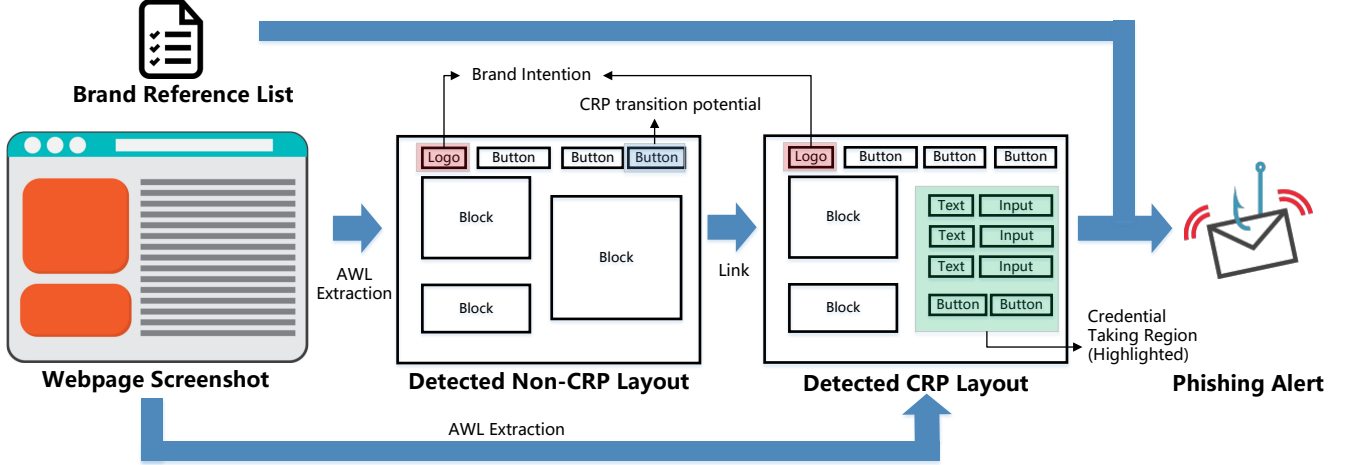 Brand Reference List
Brand Intention
CRP transition potential
Logo
Button
Button
Button
Block
Block
Block
Logo
Button
Button
Button
Block
Block
Text
Input
Text
Input
Text
Input
Button
Button
AWL
Extraction
Link
Credential
Taking Region
(Highlighted)
Webpage Screenshot
Detected Non-CRP Layout
Detected CRP Layout
Phishing Alert
AWL Extraction